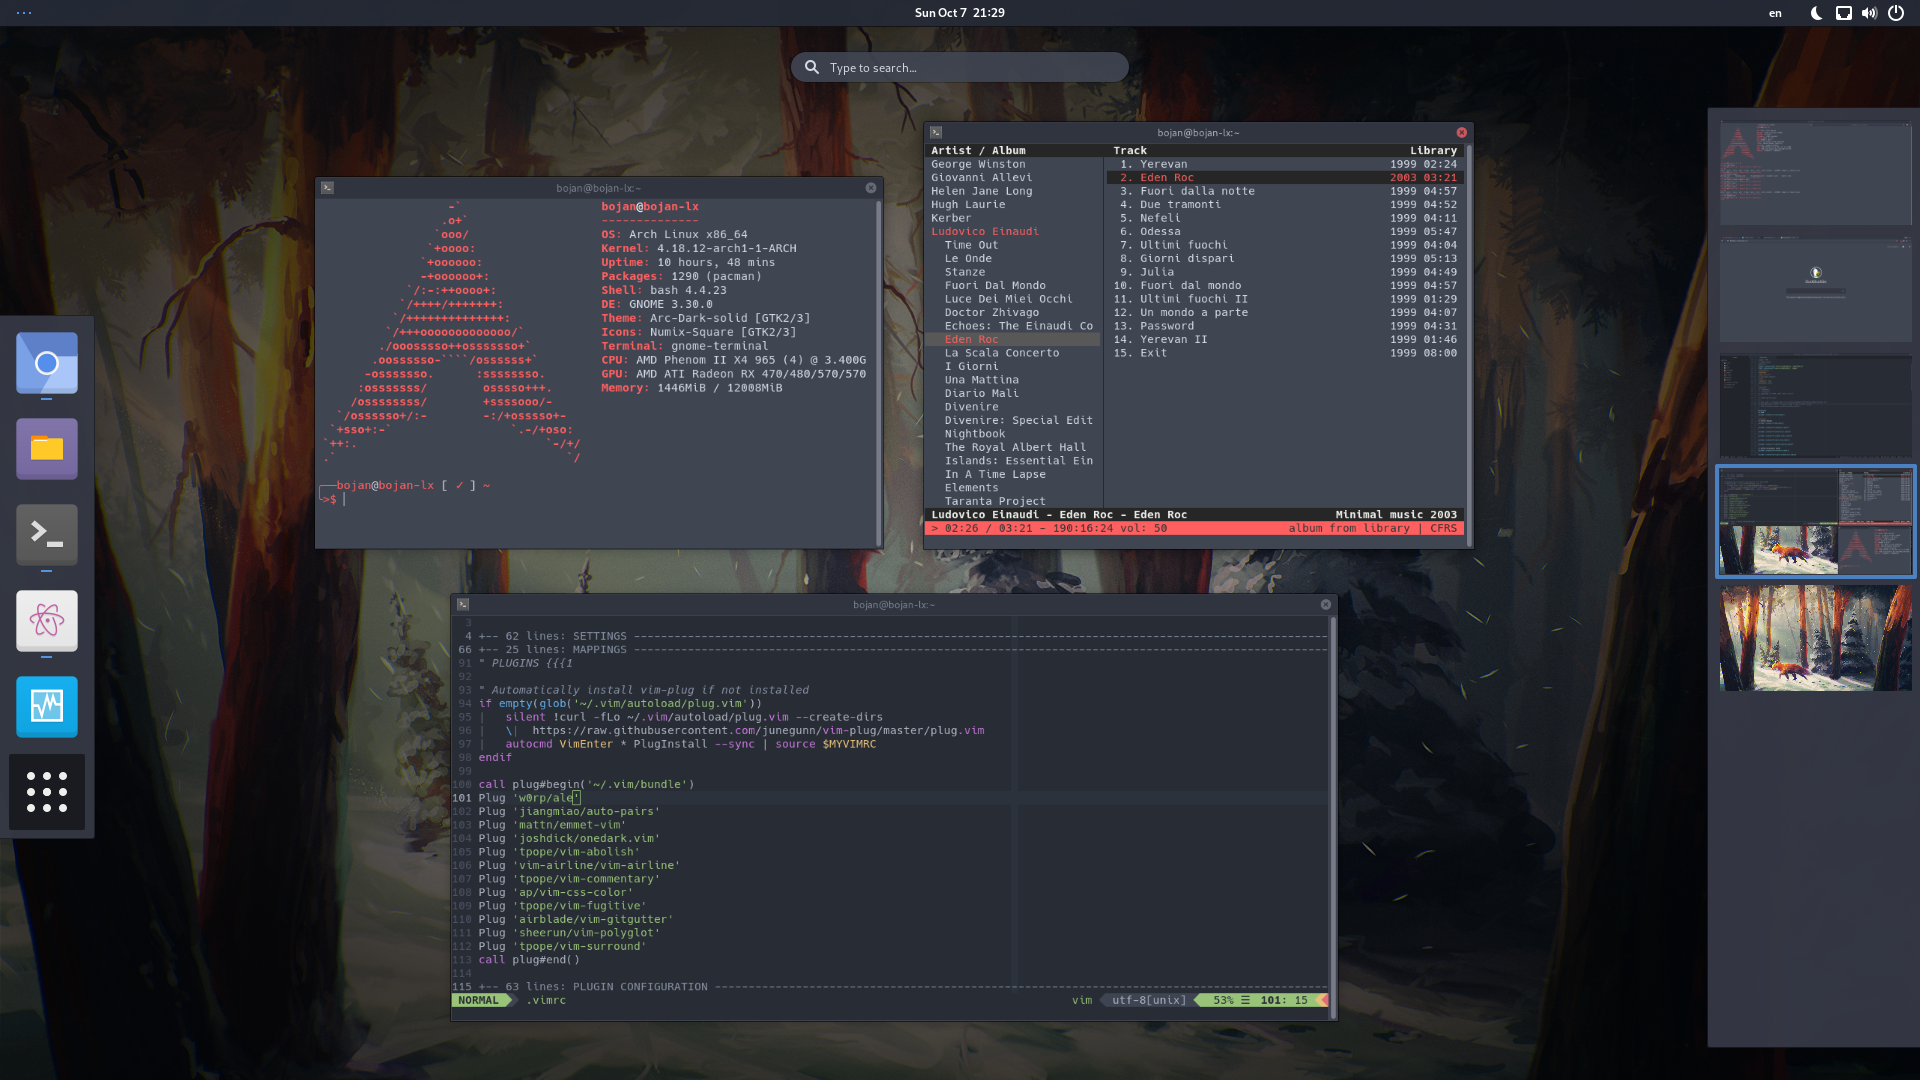 Sun Oct 7 21:29
en
Type to search...
bojan@bojan-lx:~
bojan@bojan-lx
--------------
OS: Arch Linux x86_64
Kernel: 4.18.12-arch1-1-ARCH
Uptime: 10 hours, 48 mins
Packages: 1290 (pacman)
Shell: bash 4.4.23
DE: GNOME 3.30.0
Theme: Arc-Dark-solid [GTK2/3]
Icons: Numix-Square [GTK2/3]
Terminal: gnome-terminal
CPU: AMD Phenom II X4 965 (4) @ 3.400G
GPU: AMD ATI Radeon RX 470/480/570/570
Memory: 1446MiB / 12008MiB
bojan@bojan-lx [ ✓ ] ~
>$
bojan@bojan-lx:~
Artist / Album Track Library
George Winston 1. Yerevan 1999 02:24
Giovanni Allevi 2. Eden Roc 2003 03:21
Helen Jane Long 3. Fuori dalla notte 1999 04:57
Hugh Laurie 4. Due tramonti 1999 04:52
Kerber 5. Nefeli 1999 04:11
Ludovico Einaudi 6. Odessa 1999 05:47
Time Out 7. Ultimi fuochi 1999 04:04
Le Onde 8. Giorni dispari 1999 05:13
Stanze 9. Julia 1999 04:49
Fuori Dal Mondo 10. Fuori dal mondo 1999 04:57
Luce Dei Miei Occhi 11. Ultimi fuochi II 1999 01:29
Doctor Zhivago 12. Un mondo a parte 1999 04:07
Echoes: The Einaudi Co 13. Password 1999 04:31
Eden Roc 14. Yerevan II 1999 01:46
La Scala Concerto 15. Exit 1999 08:00
I Giorni
Una Mattina
Diario Mali
Divenire
Divenire: Special Edit
Nightbook
The Royal Albert Hall
Islands: Essential Ein
In A Time Lapse
Elements
Taranta Project
Ludovico Einaudi - Eden Roc - Eden Roc Minimal music 2003
> 02:26 / 03:21 - 190:16:24 vol: 50 album from library | CFRS
bojan@bojan-lx:~
3
4 +-- 62 lines: SETTINGS ----------
66 +-- 25 lines: MAPPINGS ----------
91 " PLUGINS {{{1
92
93 " Automatically install vim-plug if not installed
94 if empty(glob('~/.vim/autoload/plug.vim'))
95 | silent !curl -fLo ~/.vim/autoload/plug.vim --create-dirs
96 \| https://raw.githubusercontent.com/junegunn/vim-plug/master/plug.vim
97 | autocmd VimEnter * PlugInstall --sync | source $MYVIMRC
98 endif
99
100 call plug#begin('~/.vim/bundle')
101 Plug 'w0rp/ale'
102 Plug 'jiangmiao/auto-pairs'
103 Plug 'mattn/emmet-vim'
104 Plug 'joshdick/onedark.vim'
105 Plug 'tpope/vim-abolish'
106 Plug 'vim-airline/vim-airline'
107 Plug 'tpope/vim-commentary'
108 Plug 'ap/vim-css-color'
109 Plug 'tpope/vim-fugitive'
110 Plug 'airblade/vim-gitgutter'
111 Plug 'sheerun/vim-polyglot'
112 Plug 'tpope/vim-surround'
113 call plug#end()
114
115 +-- 63 lines: PLUGIN CONFIGURATION ----------
NORMAL .vimrc vim utf-8[unix] 53% ☰ 101: 15